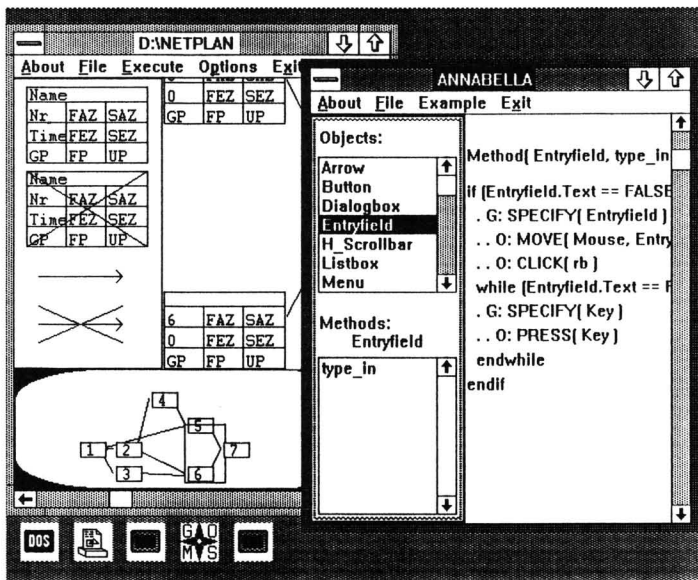 D:\NETPLAN
About File Execute Options Exit
Name
Nr FAZ SAZ
Time FEZ SEZ
GP FP UP
Name
Nr FAZ SAZ
Time FEZ SEZ
GP FP UP
0 FEZ SEZ
GP FP UP
6 FAZ SAZ
0 FEZ SEZ
GP FP UP
4
5
1 2 7
3 6
DOS
GO
MS
ANNABELLA
About File Example Exit
Objects:
Arrow
Button
Dialogbox
Entryfield
H_Scrollbar
Listbox
Menu
Methods:
Entryfield
type_in
Method( Entryfield, type_in
if (Entryfield.Text == FALSE
. G: SPECIFY( Entryfield )
. . O: MOVE( Mouse, Entry
. . O: CLICK( rb )
while (Entryfield.Text == F
. G: SPECIFY( Key )
. . O: PRESS( Key )
endwhile
endif